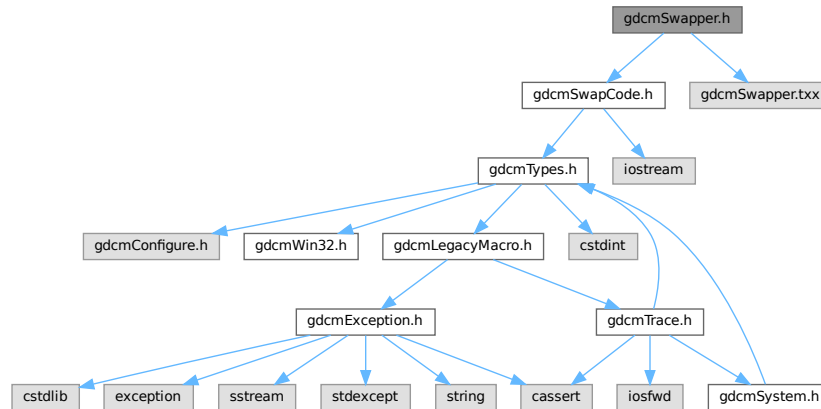 gdcmSwapper.h
gdcmSwapCode.h
gdcmSwapper.txx
gdcmTypes.h
iostream
gdcmConfigure.h
gdcmWin32.h
gdcmLegacyMacro.h
cstdint
gdcmException.h
gdcmTrace.h
cstdlib
exception
sstream
stdexcept
string
cassert
iosfwd
gdcmSystem.h